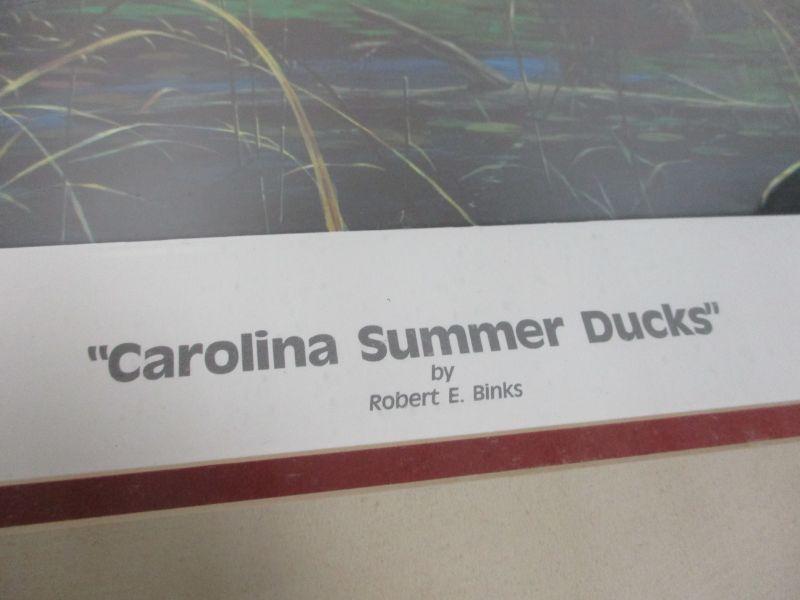 "Carolina Summer Ducks"
by
Robert E. Binks